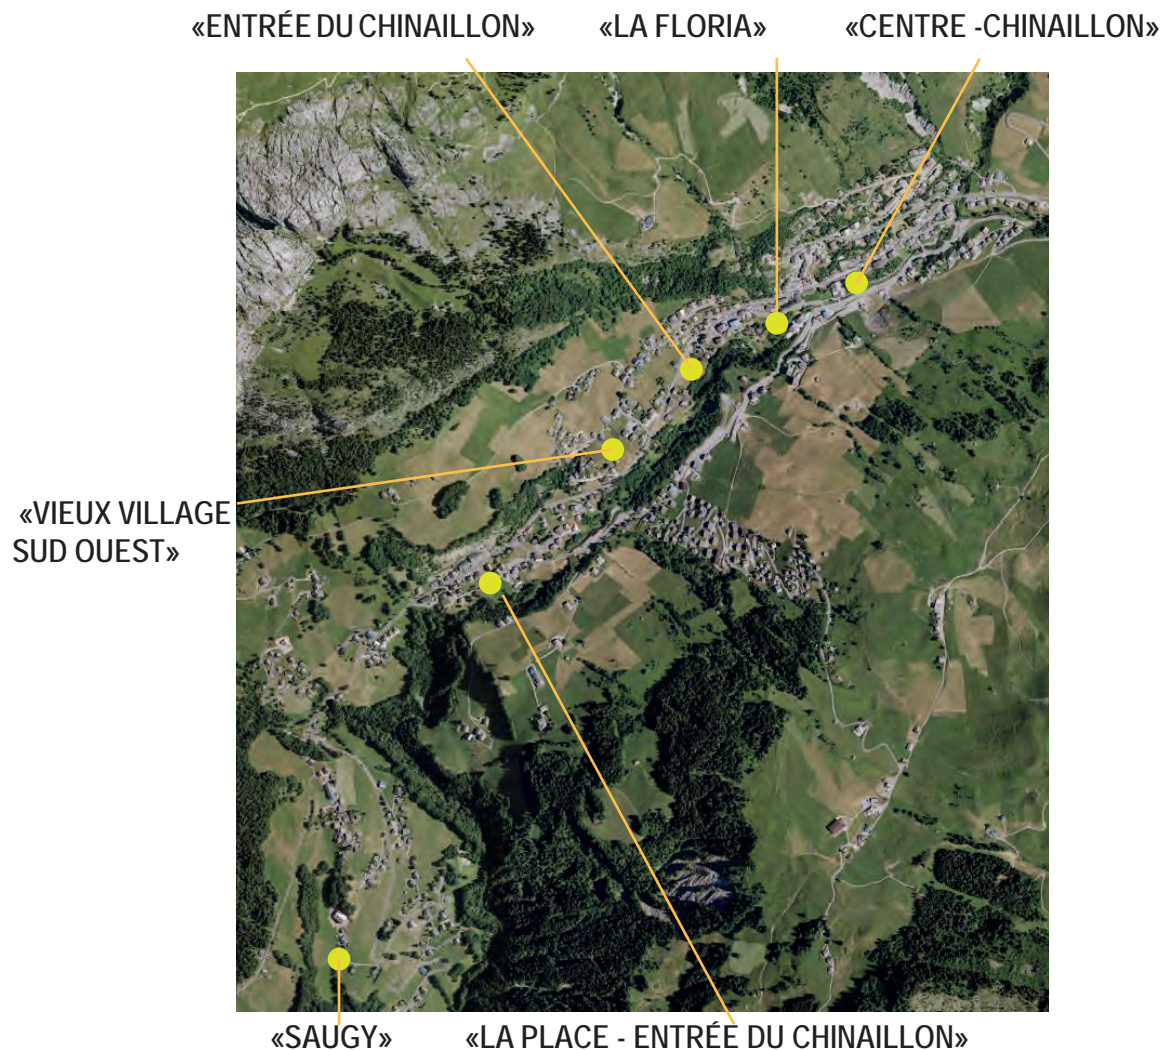 «ENTRÉE DU CHINAILLON» «LA FLORIA» «CENTRE -CHINAILLON»
«VIEUX VILLAGE
SUD OUEST»
«SAUGY» «LA PLACE - ENTRÉE DU CHINAILLON»